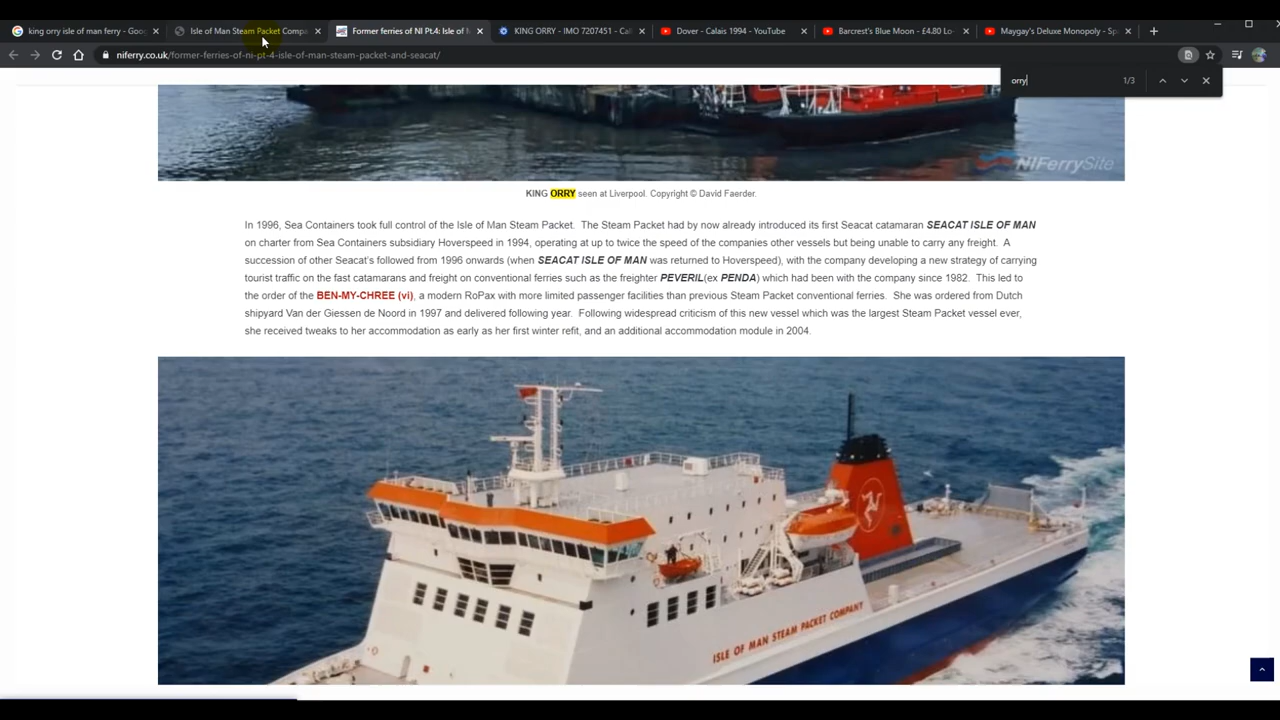 king orry isle of man ferry - Goo
Isle of Man Steam Packet Compa
Former ferries of NI Pt.4: Isle of
KING ORRY - IMO 7207451 - Cal
Dover - Calais 1994 - YouTube
Barcrest's Blue Moon - £4.80 Lo
Maygay's Deluxe Monopoly - Sp
niferry.co.uk/former-ferries-of-ni-pt-4-isle-of-man-steam-packet-and-seacat/
orry 1/3
NIFerrySite
KING ORRY seen at Liverpool. Copyright © David Faerder.
In 1996, Sea Containers took full control of the Isle of Man Steam Packet. The Steam Packet had by now already introduced its first Seacat catamaran SEACAT ISLE OF MAN
on charter from Sea Containers subsidiary Hoverspeed in 1994, operating at up to twice the speed of the companies other vessels but being unable to carry any freight. A
succession of other Seacat's followed from 1996 onwards (when SEACAT ISLE OF MAN was returned to Hoverspeed), with the company developing a new strategy of carrying
tourist traffic on the fast catamarans and freight on conventional ferries such as the freighter PEVERIL(ex PENDA) which had been with the company since 1982. This led to
the order of the BEN-MY-CHREE (vi), a modern RoPax with more limited passenger facilities than previous Steam Packet conventional ferries. She was ordered from Dutch
shipyard Van der Giessen de Noord in 1997 and delivered following year. Following widespread criticism of this new vessel which was the largest Steam Packet vessel ever,
she received tweaks to her accommodation as early as her first winter refit, and an additional accommodation module in 2004.
ISLE OF MAN STEAM PACKET COMPANY